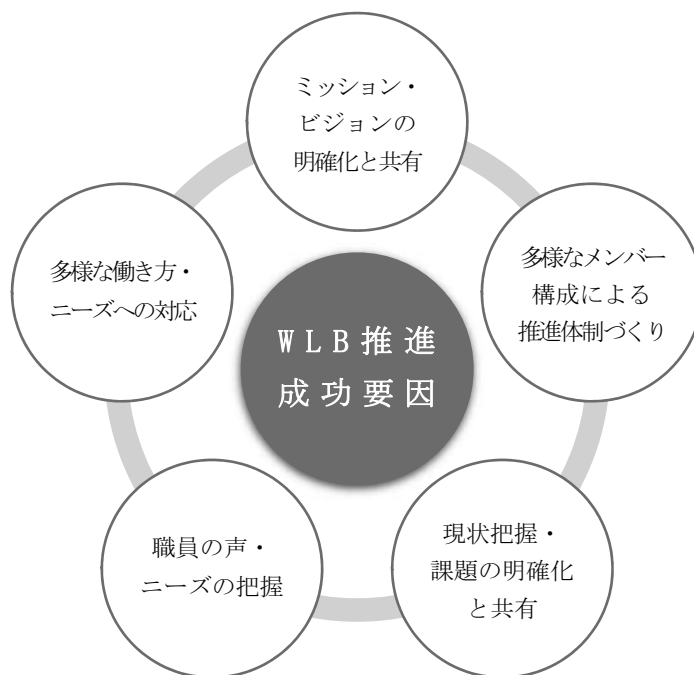 ミッション・
ビジョンの
明確化と共有
多様な働き方・
ニーズへの対応
多様なメンバー
構成による
推進体制づくり
WLB推進
成功要因
職員の声・
ニーズの把握
現状把握・
課題の明確化
と共有